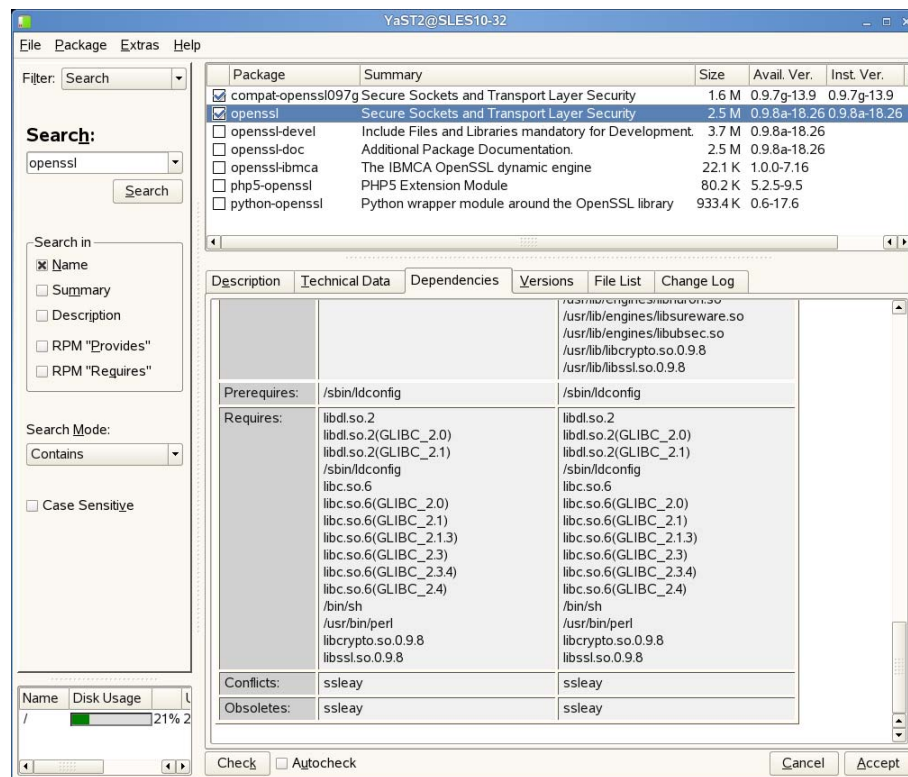 YaST2@SLES10-32
File Package Extras Help
Filter: Search
Search:
openssl
Search
Search in
Name
Summary
Description
RPM "Provides"
RPM "Requires"
Search Mode:
Contains
Case Sensitive
Name Disk Usage U
/ 21% 2
Package Summary Size Avail. Ver. Inst. Ver.
compat-openssl097g Secure Sockets and Transport Layer Security 1.6 M 0.9.7g-13.9 0.9.7g-13.9
openssl Secure Sockets and Transport Layer Security 2.5 M 0.9.8a-18.26 0.9.8a-18.26
openssl-devel Include Files and Libraries mandatory for Development. 3.7 M 0.9.8a-18.26
openssl-doc Additional Package Documentation. 2.5 M 0.9.8a-18.26
openssl-ibmca The IBMCA OpenSSL dynamic engine 22.1 K 1.0.0-7.16
php5-openssl PHP5 Extension Module 80.2 K 5.2.5-9.5
python-openssl Python wrapper module around the OpenSSL library 933.4 K 0.6-17.6
Description Technical Data Dependencies Versions File List Change Log
/usr/lib/engines/libnuron.so
/usr/lib/engines/libsureware.so
/usr/lib/engines/libubsec.so
/usr/lib/libcrypto.so.0.9.8
/usr/lib/libssl.so.0.9.8
Prerequires: /sbin/ldconfig /sbin/ldconfig
Requires: libdl.so.2 libdl.so.2
libdl.so.2(GLIBC_2.0) libdl.so.2(GLIBC_2.0)
libdl.so.2(GLIBC_2.1) libdl.so.2(GLIBC_2.1)
/sbin/ldconfig /sbin/ldconfig
libc.so.6 libc.so.6
libc.so.6(GLIBC_2.0) libc.so.6(GLIBC_2.0)
libc.so.6(GLIBC_2.1) libc.so.6(GLIBC_2.1)
libc.so.6(GLIBC_2.1.3) libc.so.6(GLIBC_2.1.3)
libc.so.6(GLIBC_2.3) libc.so.6(GLIBC_2.3)
libc.so.6(GLIBC_2.3.4) libc.so.6(GLIBC_2.3.4)
libc.so.6(GLIBC_2.4) libc.so.6(GLIBC_2.4)
/bin/sh /bin/sh
/usr/bin/perl /usr/bin/perl
libcrypto.so.0.9.8 libcrypto.so.0.9.8
libssl.so.0.9.8 libssl.so.0.9.8
Conflicts: ssleay ssleay
Obsoletes: ssleay ssleay
Check Autocheck Cancel Accept